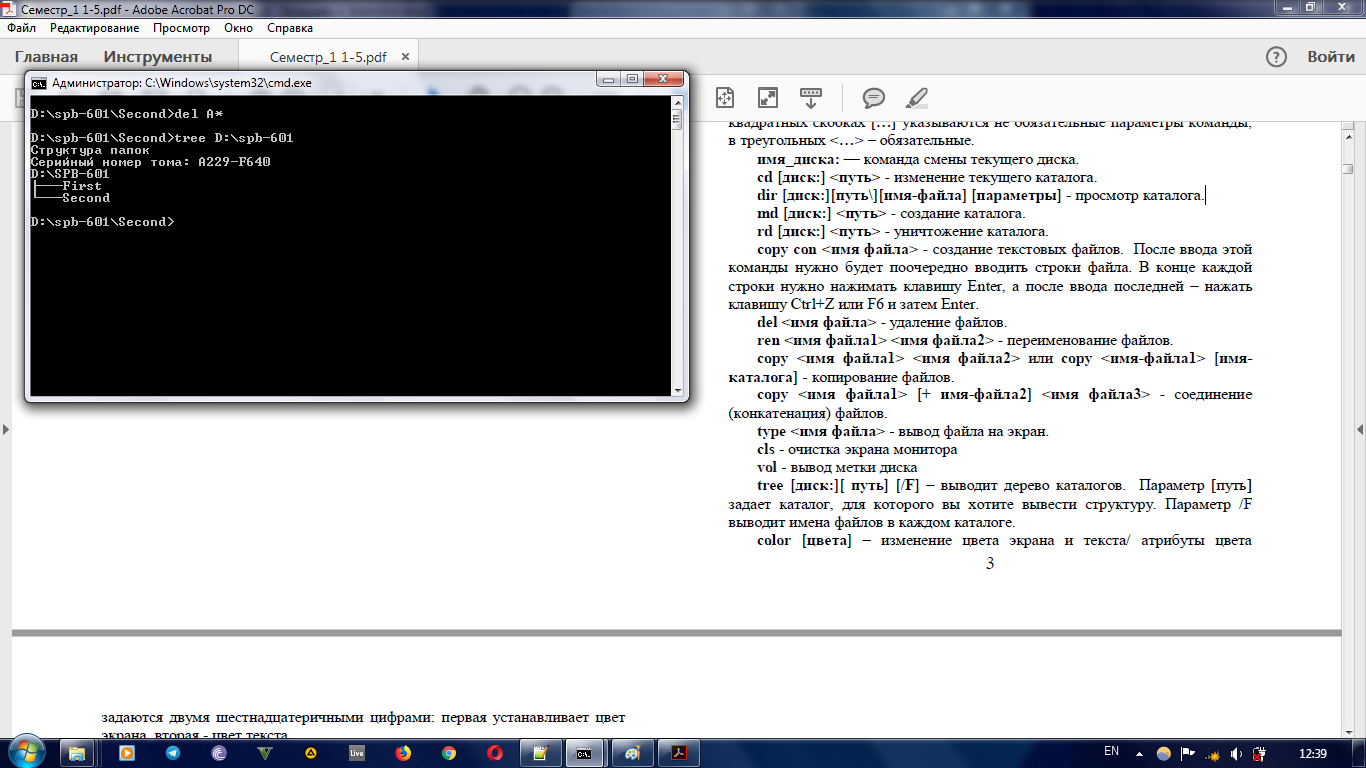 Семестр_1 1-5.pdf - Adobe Acrobat Pro DC
Файл Редактирование Просмотр Окно Справка
Главная Инструменты Семестр_1 1-5.pdf × ? Войти
Администратор: C:\Windows\system32\cmd.exe
D:\spb-601\Second>del A*
D:\spb-601\Second>tree D:\spb-601
Структура папок
Серийный номер тома: A229-F640
D:\SPB-601
├───First
└───Second
D:\spb-601\Second>
квадратных скобках […] указываются не обязательные параметры команды,
в треугольных <…> – обязательные.
имя_диска: — команда смены текущего диска.
cd [диск:] <путь> - изменение текущего каталога.
dir [диск:][путь\][имя-файла] [параметры] - просмотр каталога.
md [диск:] <путь> - создание каталога.
rd [диск:] <путь> - уничтожение каталога.
copy con <имя файла> - создание текстовых файлов. После ввода этой
команды нужно будет поочередно вводить строки файла. В конце каждой
строки нужно нажимать клавишу Enter, а после ввода последней – нажать
клавишу Ctrl+Z или F6 и затем Enter.
del <имя файла> - удаление файлов.
ren <имя файла1> <имя файла2> - переименование файлов.
copy <имя файла1> <имя файла2> или copy <имя-файла1> [имя-
каталога] - копирование файлов.
copy <имя файла1> [+ имя-файла2] <имя файла3> - соединение
(конкатенация) файлов.
type <имя файла> - вывод файла на экран.
cls - очистка экрана монитора
vol - вывод метки диска
tree [диск:][ путь] [/F] – выводит дерево каталогов. Параметр [путь]
задает каталог, для которого вы хотите вывести структуру. Параметр /F
выводит имена файлов в каждом каталоге.
color [цвета] – изменение цвета экрана и текста/ атрибуты цвета
3
задаются двумя шестнадцатеричными цифрами: первая устанавливает цвет
экрана, вторая - цвет текста
Live
EN
12:39